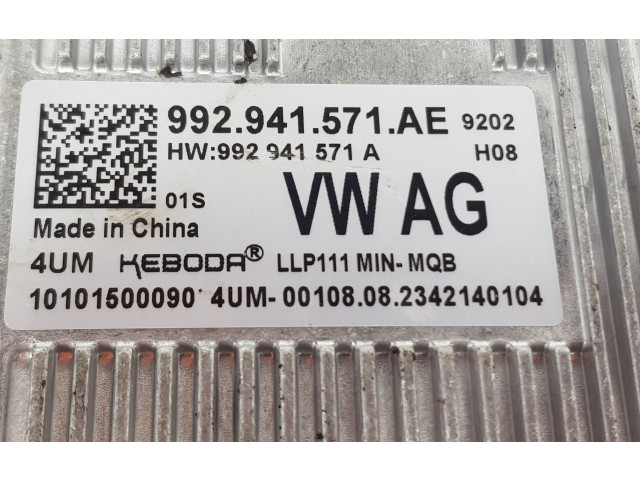 992.941.571.AE 9202
HW:992 941 571 A H08
01S VW AG
Made in China
4UM KEBODA® LLP111 MIN- MQB
10101500090 4UM- 00108.08.2342140104